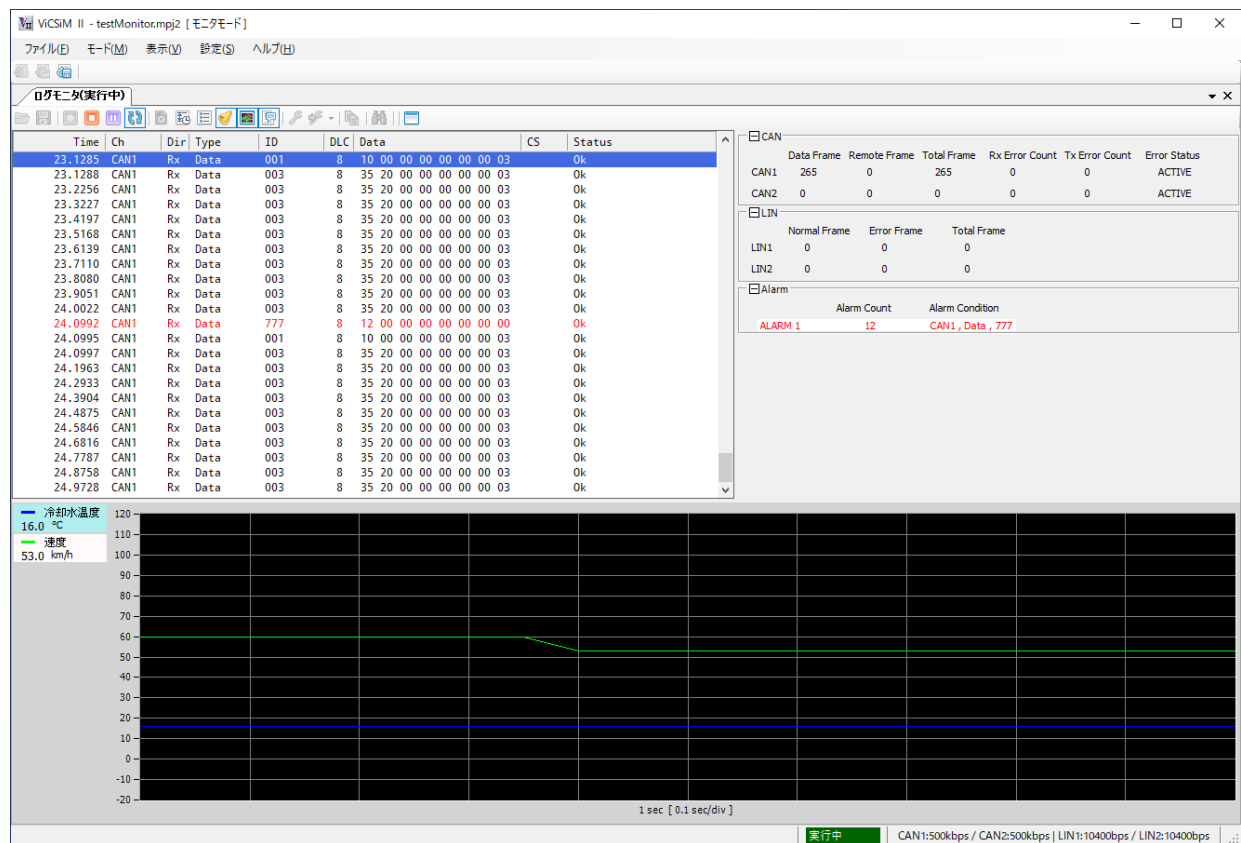 ViCSiM II - testMonitor.mpj2 [ モニタモード ]
ファイル(F) モード(M) 表示(V) 設定(S) ヘルプ(H)
ログモニタ(実行中)
Time Ch Dir Type ID DLC Data CS Status
23.1285 CAN1 Rx Data 001 8 10 00 00 00 00 00 00 03 Ok
23.1288 CAN1 Rx Data 003 8 35 20 00 00 00 00 00 03 Ok
23.2256 CAN1 Rx Data 003 8 35 20 00 00 00 00 00 03 Ok
23.3227 CAN1 Rx Data 003 8 35 20 00 00 00 00 00 03 Ok
23.4197 CAN1 Rx Data 003 8 35 20 00 00 00 00 00 03 Ok
23.5168 CAN1 Rx Data 003 8 35 20 00 00 00 00 00 03 Ok
23.6139 CAN1 Rx Data 003 8 35 20 00 00 00 00 00 03 Ok
23.7110 CAN1 Rx Data 003 8 35 20 00 00 00 00 00 03 Ok
23.8080 CAN1 Rx Data 003 8 35 20 00 00 00 00 00 03 Ok
23.9051 CAN1 Rx Data 003 8 35 20 00 00 00 00 00 03 Ok
24.0022 CAN1 Rx Data 003 8 35 20 00 00 00 00 00 03 Ok
24.0992 CAN1 Rx Data 777 8 12 00 00 00 00 00 00 00 Ok
24.0995 CAN1 Rx Data 001 8 10 00 00 00 00 00 00 03 Ok
24.0997 CAN1 Rx Data 003 8 35 20 00 00 00 00 00 03 Ok
24.1963 CAN1 Rx Data 003 8 35 20 00 00 00 00 00 03 Ok
24.2933 CAN1 Rx Data 003 8 35 20 00 00 00 00 00 03 Ok
24.3904 CAN1 Rx Data 003 8 35 20 00 00 00 00 00 03 Ok
24.4875 CAN1 Rx Data 003 8 35 20 00 00 00 00 00 03 Ok
24.5846 CAN1 Rx Data 003 8 35 20 00 00 00 00 00 03 Ok
24.6816 CAN1 Rx Data 003 8 35 20 00 00 00 00 00 03 Ok
24.7787 CAN1 Rx Data 003 8 35 20 00 00 00 00 00 03 Ok
24.8758 CAN1 Rx Data 003 8 35 20 00 00 00 00 00 03 Ok
24.9728 CAN1 Rx Data 003 8 35 20 00 00 00 00 00 03 Ok
CAN
Data Frame Remote Frame Total Frame Rx Error Count Tx Error Count Error Status
CAN1 265 0 265 0 0 ACTIVE
CAN2 0 0 0 0 0 ACTIVE
LIN
Normal Frame Error Frame Total Frame
LIN1 0 0 0
LIN2 0 0 0
Alarm
Alarm Count Alarm Condition
ALARM 1 12 CAN1 , Data , 777
冷却水温度
16.0 ℃
速度
53.0 km/h
120
110
100
90
80
70
60
50
40
30
20
10
0
-10
-20
1 sec [ 0.1 sec/div ]
実行中 CAN1:500kbps / CAN2:500kbps | LIN1:10400bps / LIN2:10400bps